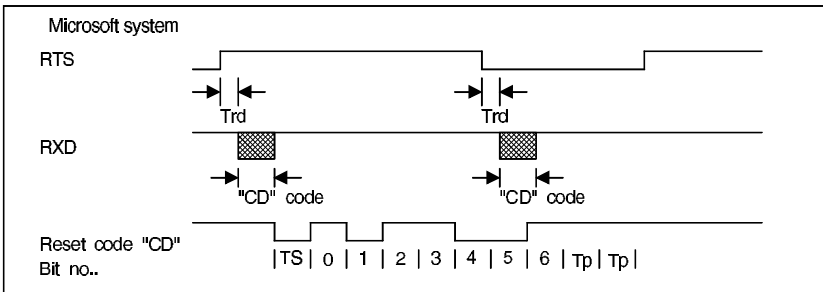 Microsoft system
RTS
Trd Trd
RXD
"CD" code "CD" code
Reset code "CD"
Bit no.. |TS| 0 | 1 | 2 | 3 | 4 | 5 | 6 | Tp | Tp |